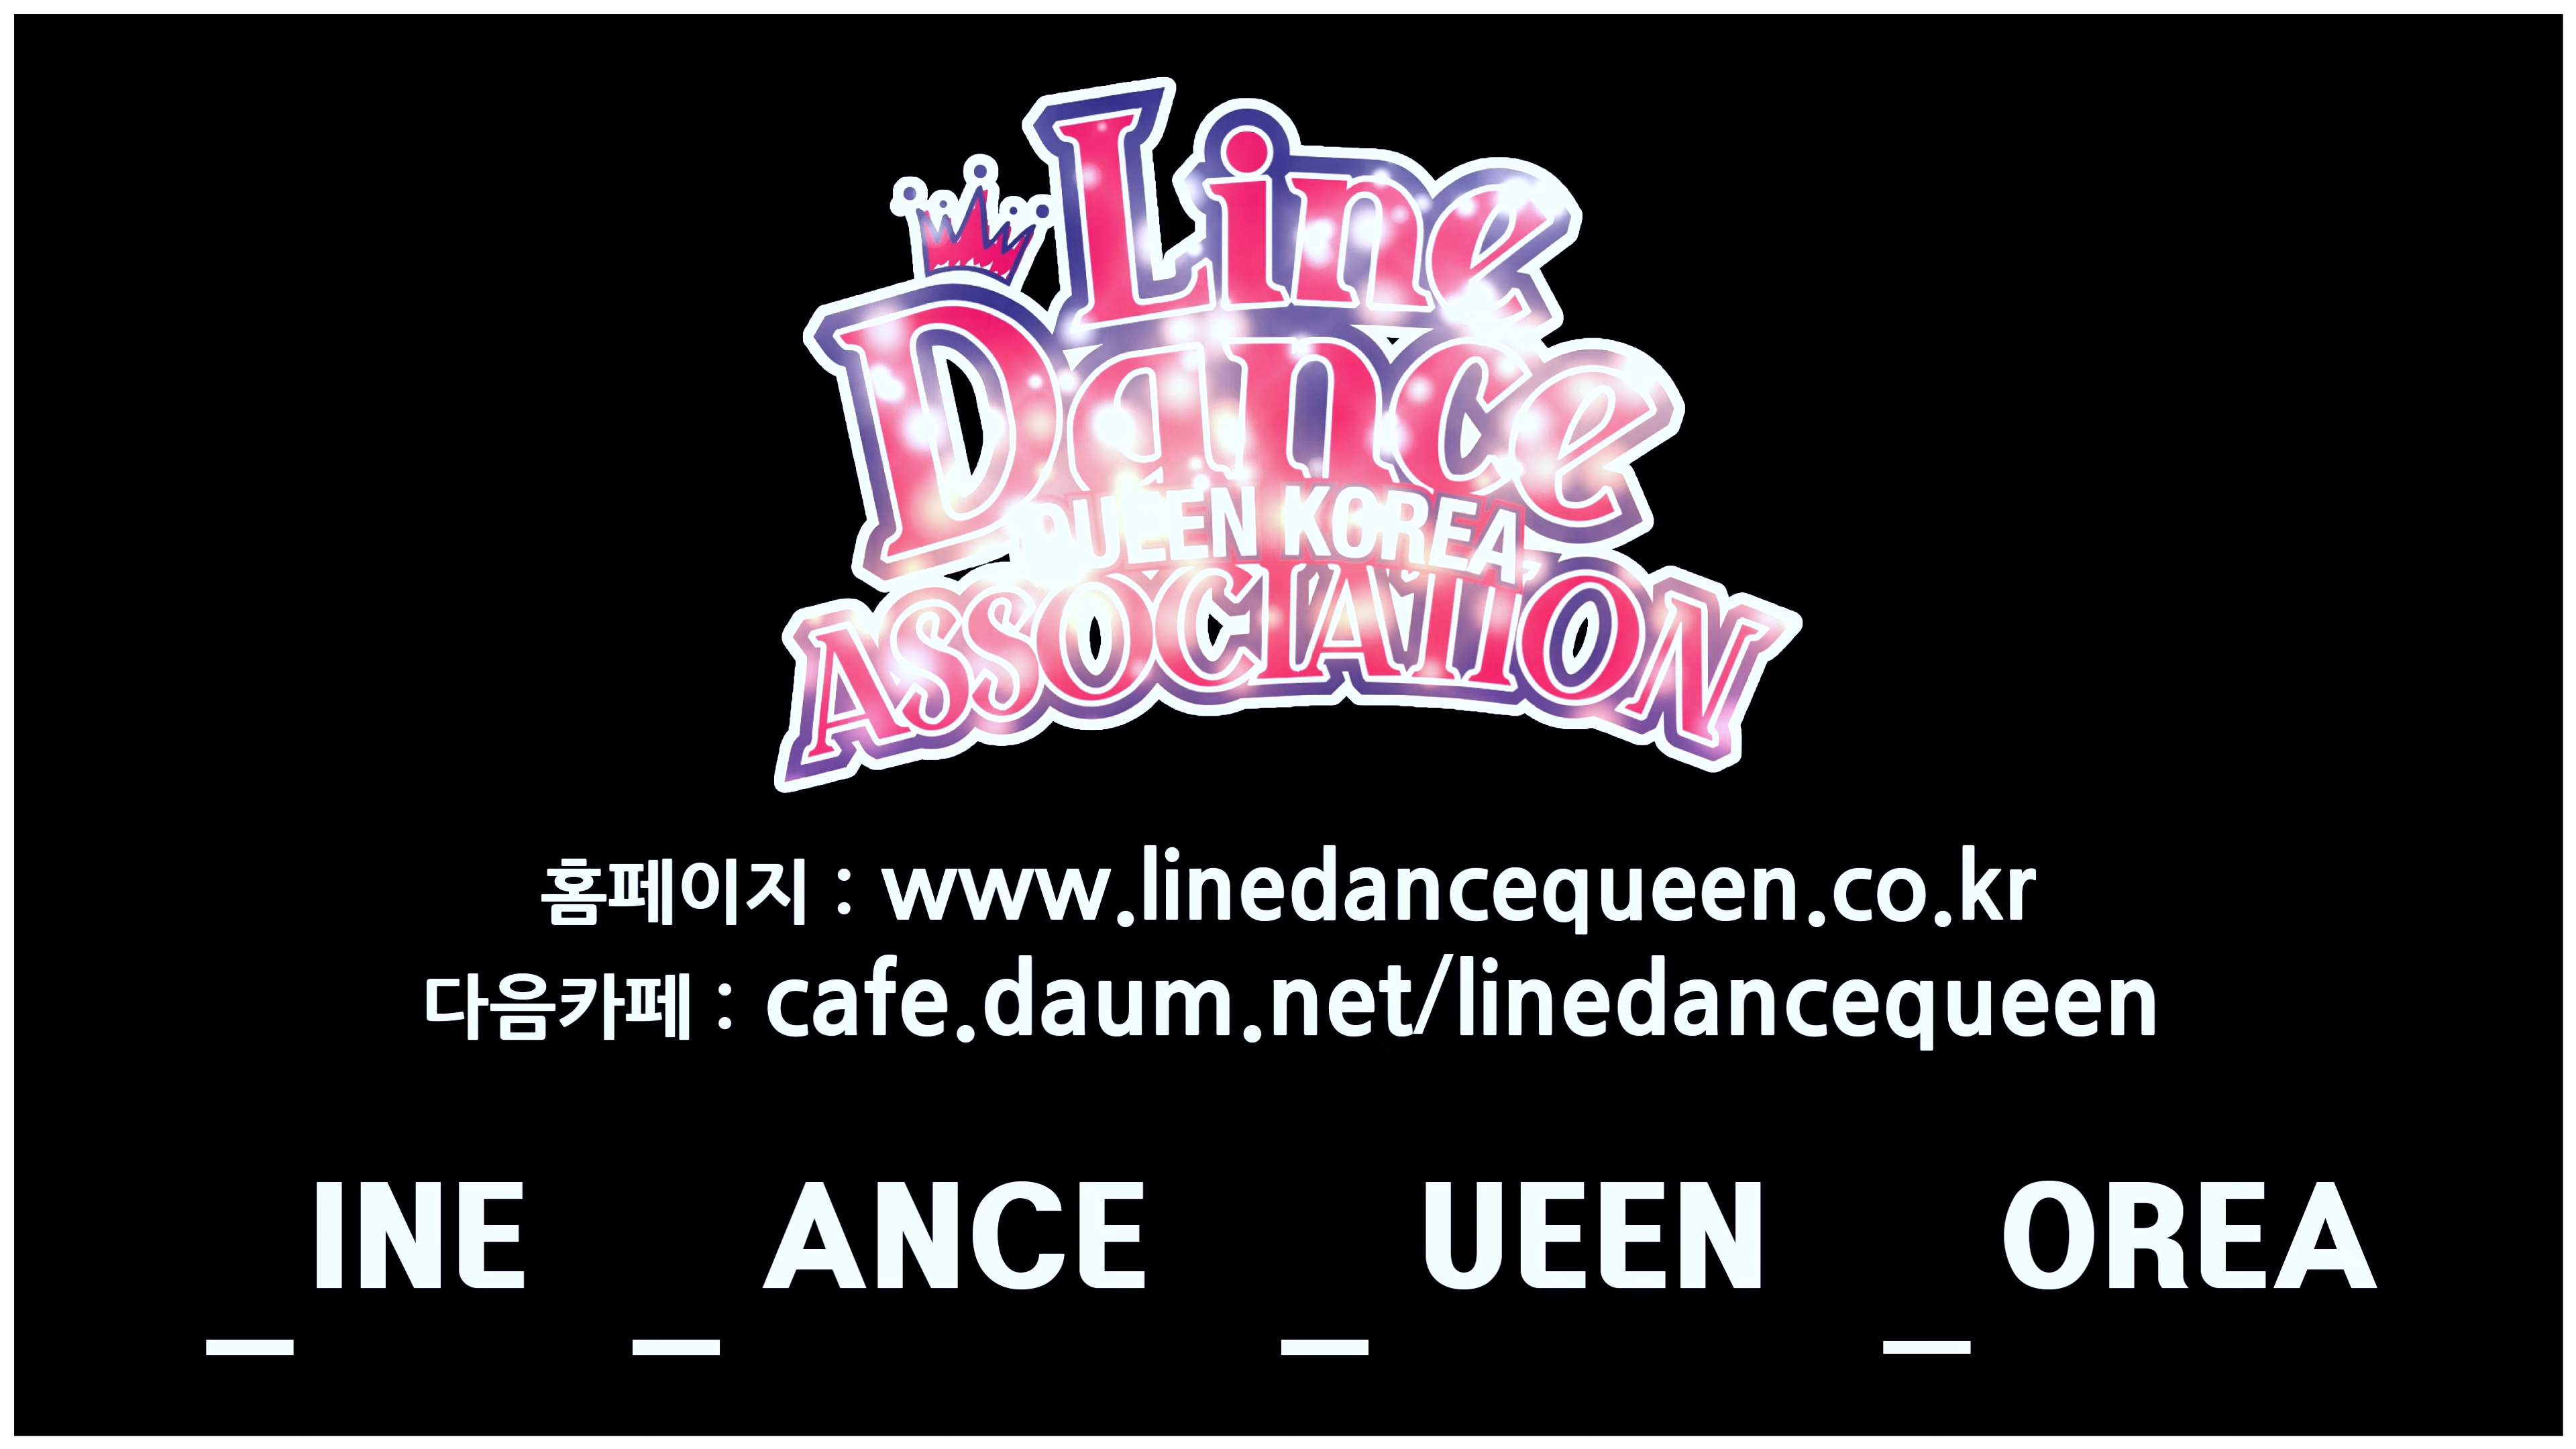 Line
Dance
QUEEN KOREA,
ASSOCIATION
홈페이지 : www.linedancequeen.co.kr
다음카페 : cafe.daum.net/linedancequeen
_INE _ANCE _UEEN _OREA